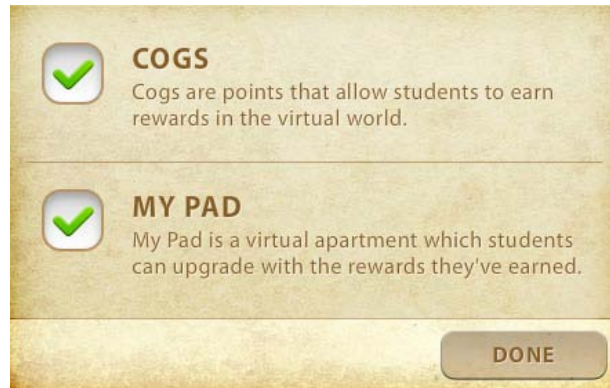 COGS
Cogs are points that allow students to earn
rewards in the virtual world.
MY PAD
My Pad is a virtual apartment which students
can upgrade with the rewards they've earned.
DONE